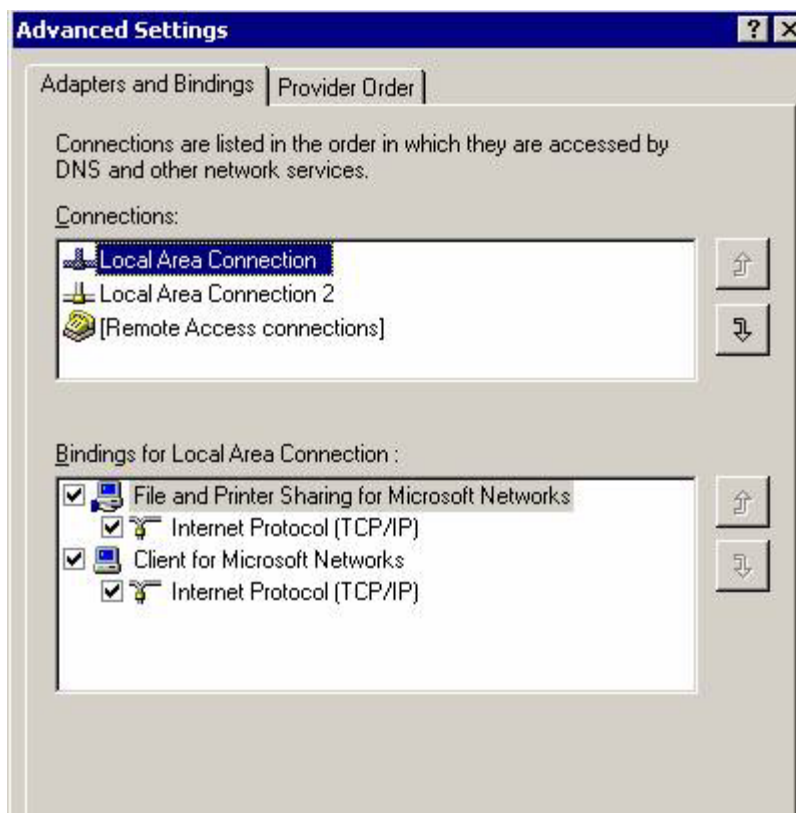 Advanced Settings
Adapters and Bindings
Provider Order
Connections are listed in the order in which they are accessed by
DNS and other network services.
Connections:
Local Area Connection
Local Area Connection 2
[Remote Access connections]
Bindings for Local Area Connection :
File and Printer Sharing for Microsoft Networks
Internet Protocol (TCP/IP)
Client for Microsoft Networks
Internet Protocol (TCP/IP)